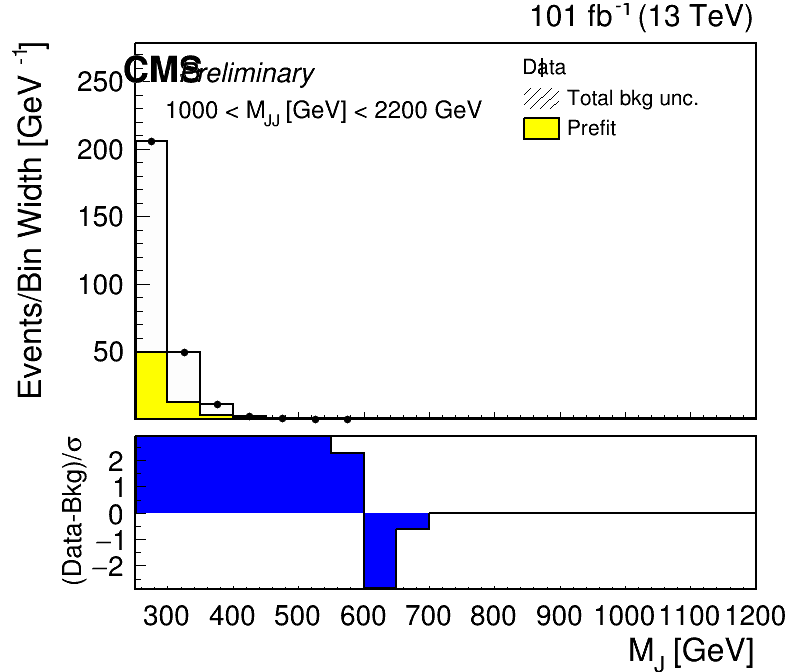 101 fb⁻¹ (13 TeV)
CMS Preliminary
1000 < M_JJ [GeV] < 2200 GeV
Data
Total bkg unc.
Prefit
Events/Bin Width [GeV⁻¹]
250
200
150
100
50
(Data-Bkg)/σ
2
1
0
−1
−2
300 400 500 600 700 800 900 1000 1100 1200
M_J [GeV]